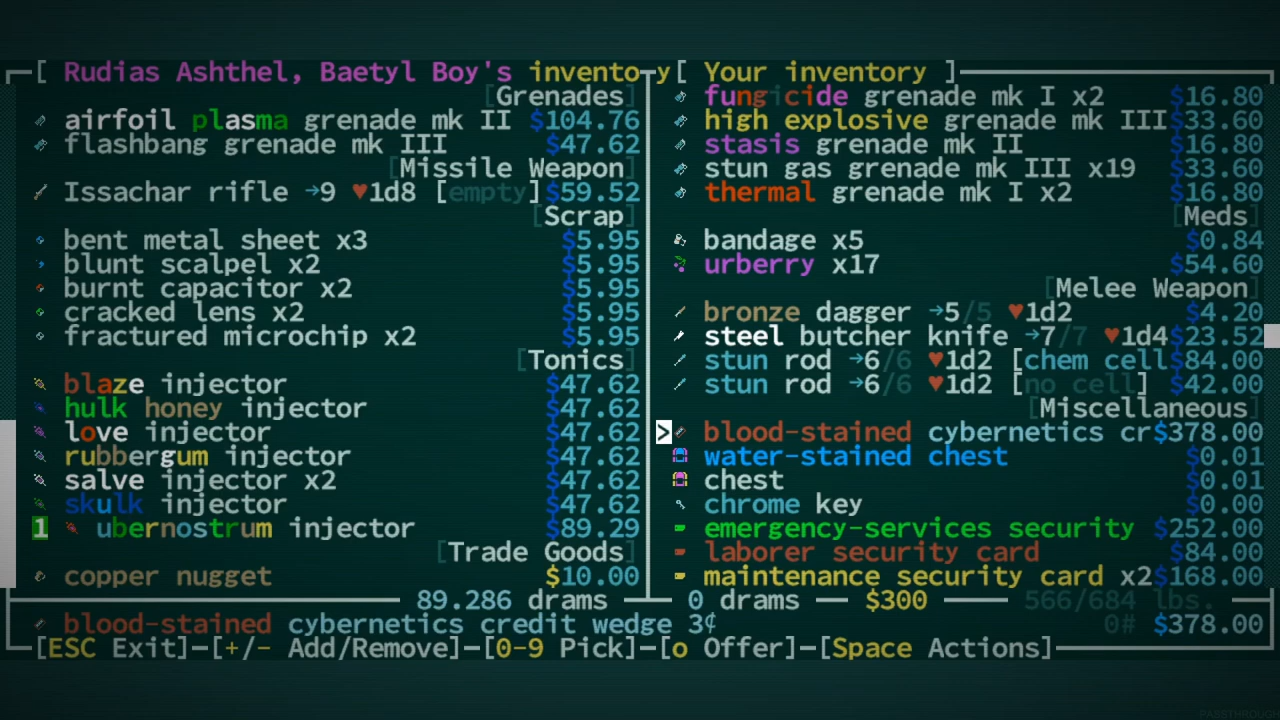 [ Rudias Ashthel, Baetyl Boy's inventory
[Grenades]
airfoil plasma grenade mk II $104.76
flashbang grenade mk III $47.62
[Missile Weapon]
Issachar rifle →9 ♥1d8 [empty] $59.52
[Scrap]
bent metal sheet x3 $5.95
blunt scalpel x2 $5.95
burnt capacitor x2 $5.95
cracked lens x2 $5.95
fractured microchip x2 $5.95
[Tonics]
blaze injector $47.62
hulk honey injector $47.62
love injector $47.62
rubbergum injector $47.62
salve injector x2 $47.62
skulk injector $47.62
1 ubernostrum injector $89.29
[Trade Goods]
copper nugget $10.00
[ Your inventory ]
fungicide grenade mk I x2 $16.80
high explosive grenade mk III $33.60
stasis grenade mk II $16.80
stun gas grenade mk III x19 $33.60
thermal grenade mk I x2 $16.80
[Meds]
bandage x5 $0.84
urberry x17 $54.60
[Melee Weapon]
bronze dagger →5/5 ♥1d2 $4.20
steel butcher knife →7/7 ♥1d4 $23.52
stun rod →6/6 ♥1d2 [chem cell $84.00
stun rod →6/6 ♥1d2 [no cell] $42.00
[Miscellaneous]
> blood-stained cybernetics cr $378.00
water-stained chest $0.01
chest $0.01
chrome key $0.00
emergency-services security $252.00
laborer security card $84.00
maintenance security card x2 $168.00
89.286 drams 0 drams $300 566/684 lbs.
blood-stained cybernetics credit wedge 3¢ 0# $378.00
[ESC Exit]-[+/- Add/Remove]-[0-9 Pick]-[o Offer]-[Space Actions]